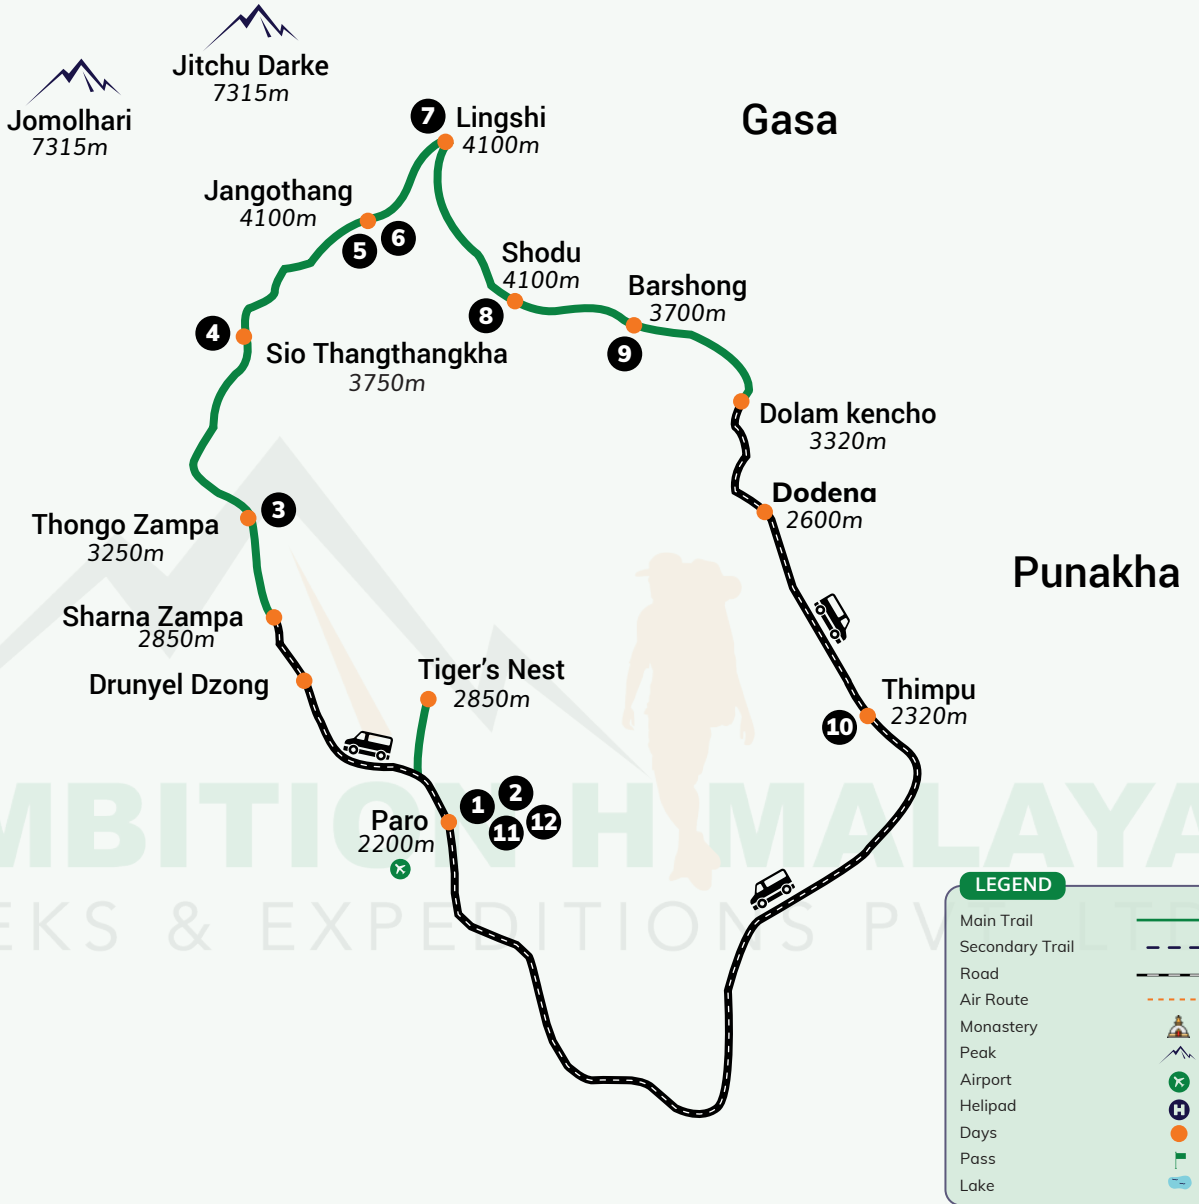 Jitchu Darke
7315m
Jomolhari
7315m
7
Lingshi
4100m
Gasa
Jangothang
4100m
5
6
Shodu
4100m
8
Barshong
3700m
9
4
Sio Thangthangkha
3750m
Dolam kencho
3320m
Dodena
2600m
3
Thongo Zampa
3250m
Punakha
Sharna Zampa
2850m
Drunyel Dzong
Tiger's Nest
2850m
Thimpu
2320m
10
Paro
2200m
1
2
11
12
MBITION H MALAYA
EKS & EXPEDITIONS PVT LTD
LEGEND
Main Trail
Secondary Trail
Road
Air Route
Monastery
Peak
Airport
Helipad
H
Days
Pass
Lake